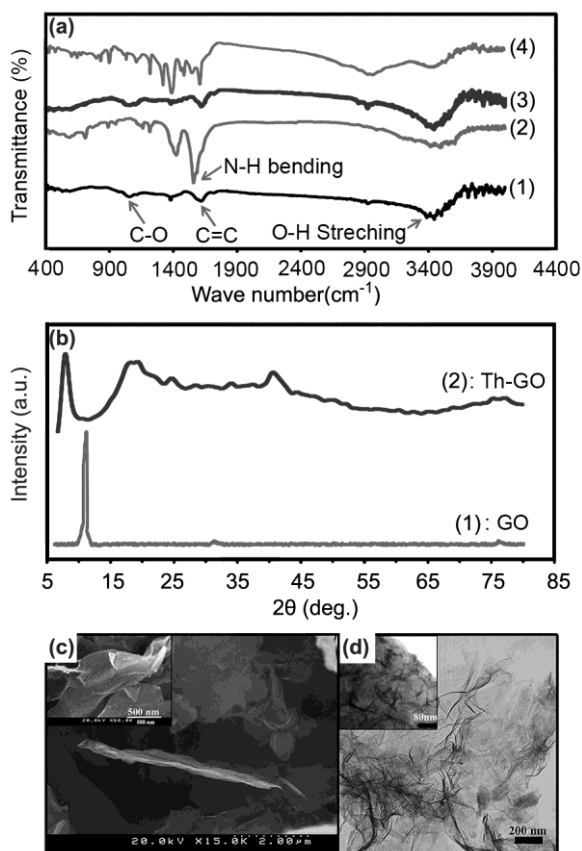 (a)
Transmittance (%)
(4)
(3)
(2)
N-H bending
(1)
C-O
C=C
O-H Streching
400 900 1400 1900 2400 2900 3400 3900 4400
Wave number(cm⁻¹)
(b)
Intensity (a.u.)
(2): Th-GO
(1): GO
5 15 25 35 45 55 65 75 85
2θ (deg.)
(c)
500 nm
600 nm
20.0kV X15.0K 2.00μm
(d)
80nm
200 nm